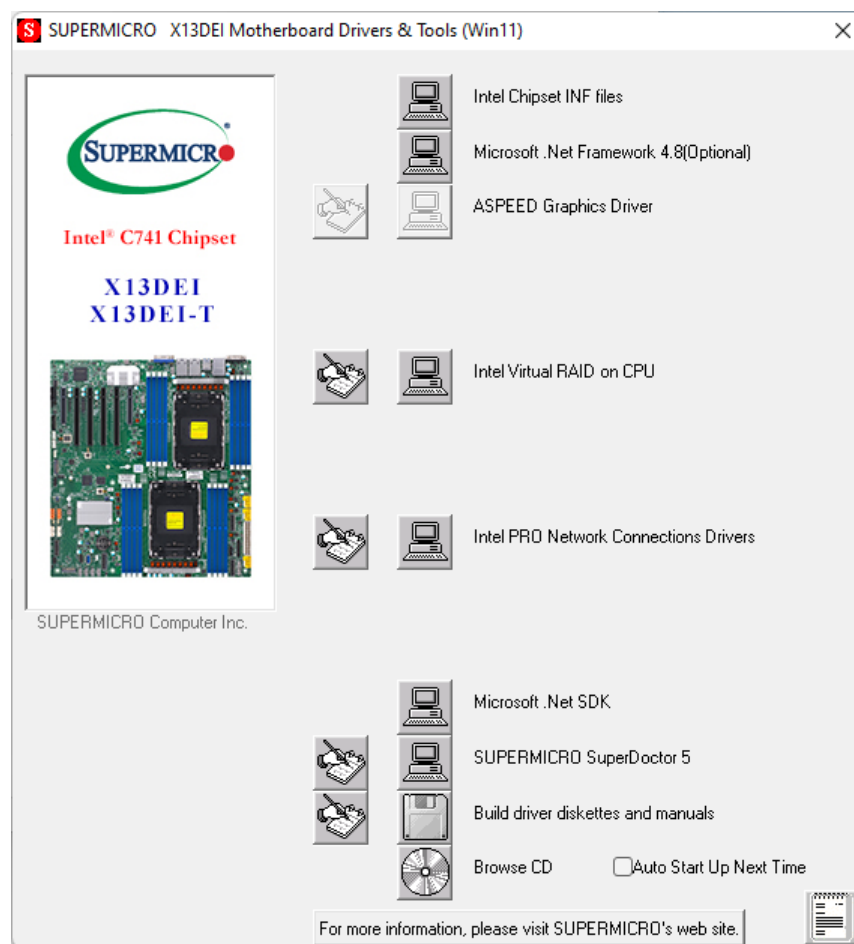 S SUPERMICRO X13DEI Motherboard Drivers & Tools (Win11)
SUPERMICR
Intel® C741 Chipset
X13DEI
X13DEI-T
SUPERMICRO Computer Inc.
Intel Chipset INF files
Microsoft .Net Framework 4.8(Optional)
ASPEED Graphics Driver
Intel Virtual RAID on CPU
Intel PRO Network Connections Drivers
Microsoft .Net SDK
SUPERMICRO SuperDoctor 5
Build driver diskettes and manuals
Browse CD Auto Start Up Next Time
For more information, please visit SUPERMICRO's web site.